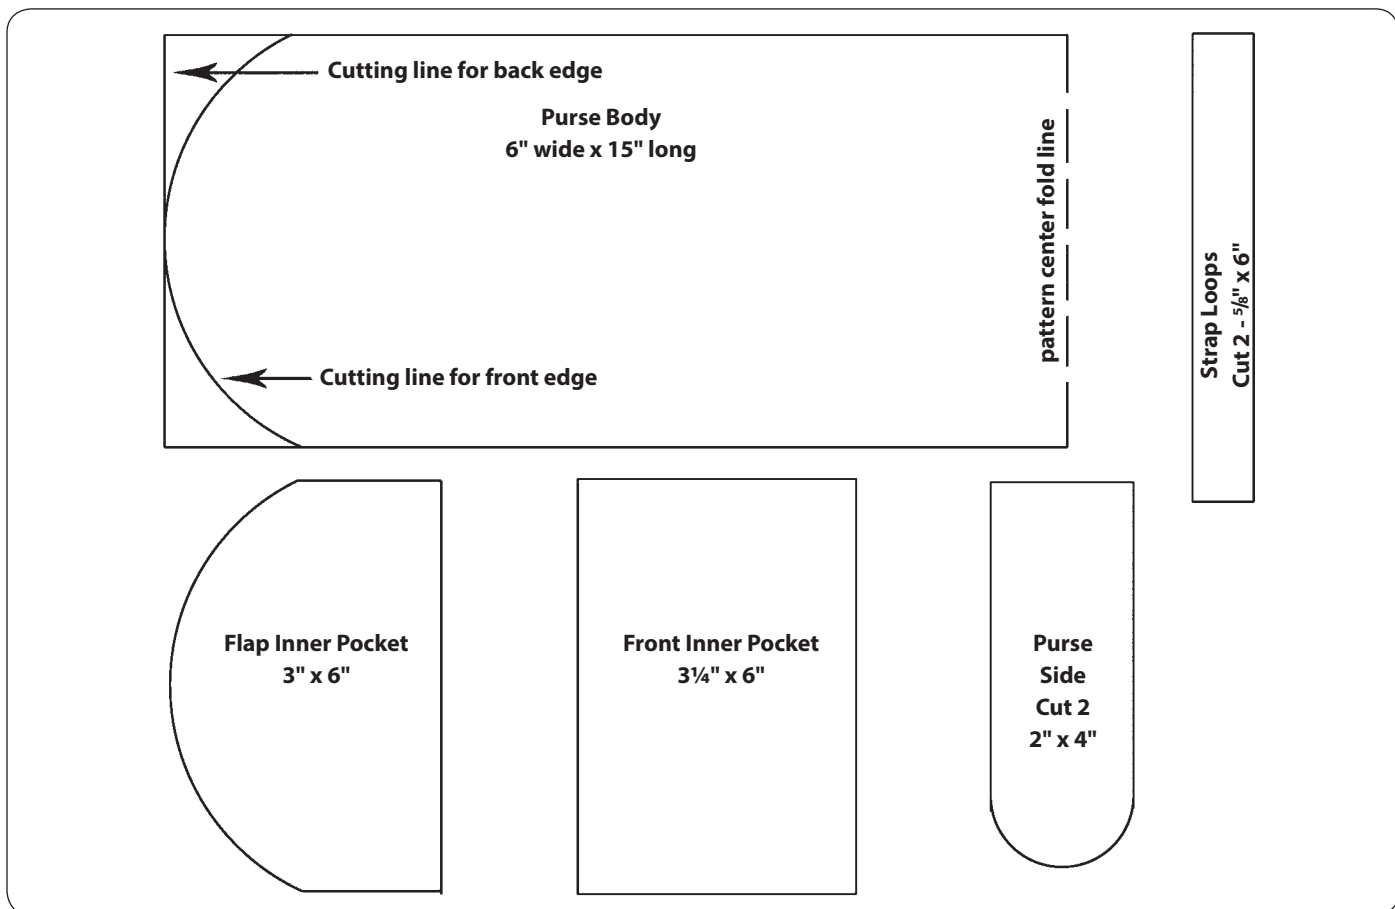 Cutting line for back edge
Purse Body
6" wide x 15" long
pattern center fold line
Cutting line for front edge
Strap Loops
Cut 2 - ⅝" x 6"
Flap Inner Pocket
3" x 6"
Front Inner Pocket
3¼" x 6"
Purse
Side
Cut 2
2" x 4"